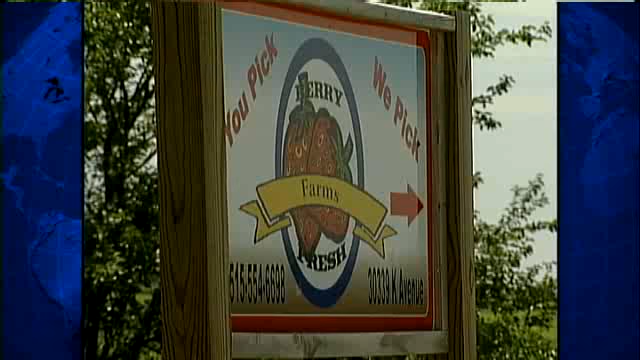 You Pick
We Pick
BERRY
Farms
FRESH
515-554-6698
30339 K Avenue